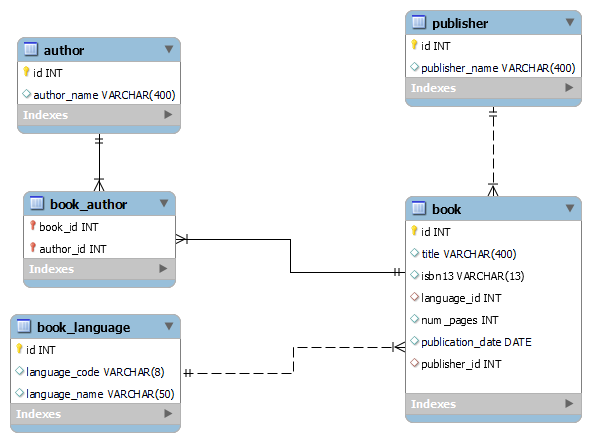 author
id INT
author_name VARCHAR(400)
Indexes
publisher
id INT
publisher_name VARCHAR(400)
Indexes
book_author
book_id INT
author_id INT
Indexes
book
id INT
title VARCHAR(400)
isbn13 VARCHAR(13)
language_id INT
num_pages INT
publication_date DATE
publisher_id INT
Indexes
book_language
id INT
language_code VARCHAR(8)
language_name VARCHAR(50)
Indexes